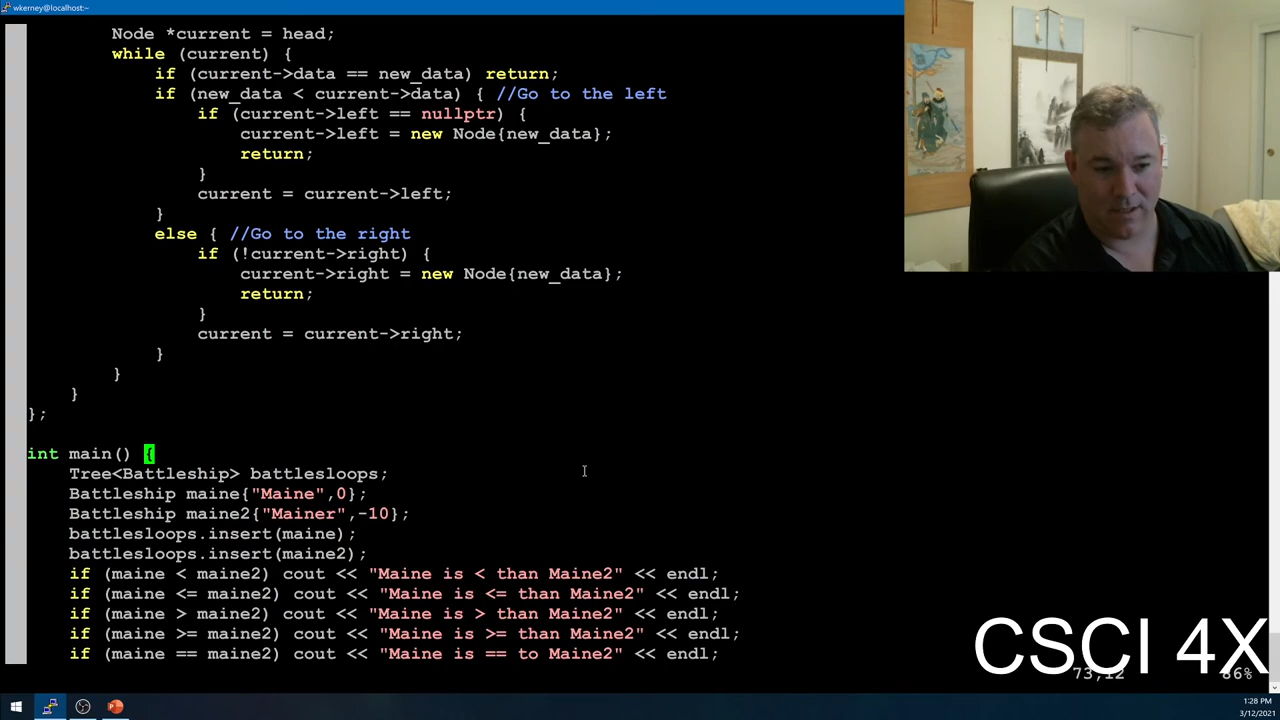 wkerney@localhost:~
Node *current = head;
while (current) {
if (current->data == new_data) return;
if (new_data < current->data) { //Go to the left
if (current->left == nullptr) {
current->left = new Node{new_data};
return;
}
current = current->left;
}
else { //Go to the right
if (!current->right) {
current->right = new Node{new_data};
return;
}
current = current->right;
}
}
}
};
int main() {
Tree<Battleship> battlesloops;
Battleship maine{"Maine",0};
Battleship maine2{"Mainer",-10};
battlesloops.insert(maine);
battlesloops.insert(maine2);
if (maine < maine2) cout << "Maine is < than Maine2" << endl;
if (maine <= maine2) cout << "Maine is <= than Maine2" << endl;
if (maine > maine2) cout << "Maine is > than Maine2" << endl;
if (maine >= maine2) cout << "Maine is >= than Maine2" << endl;
if (maine == maine2) cout << "Maine is == to Maine2" << endl;
CSCI 4X
73,12 86%
1:28 PM
3/12/2021